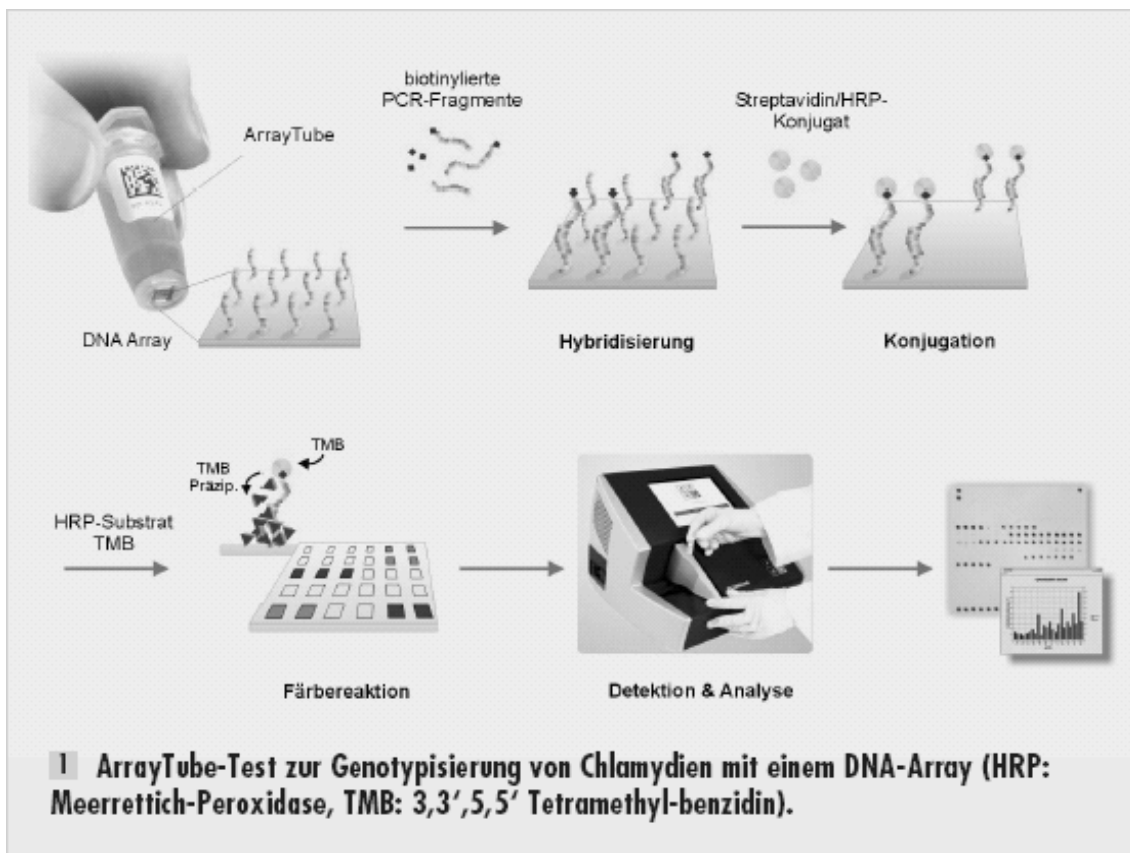 biotinylierte
PCR-Fragmente
Streptavidin/HRP-
Konjugat
ArrayTube
DNA Array
Hybridisierung
Konjugation
TMB
TMB
Präzip.
HRP-Substrat
TMB
Färbereaktion
Detektion & Analyse
1 ArrayTube-Test zur Genotypisierung von Chlamydien mit einem DNA-Array (HRP:
Meerrettich-Peroxidase, TMB: 3,3‘,5,5‘ Tetramethyl-benzidin).